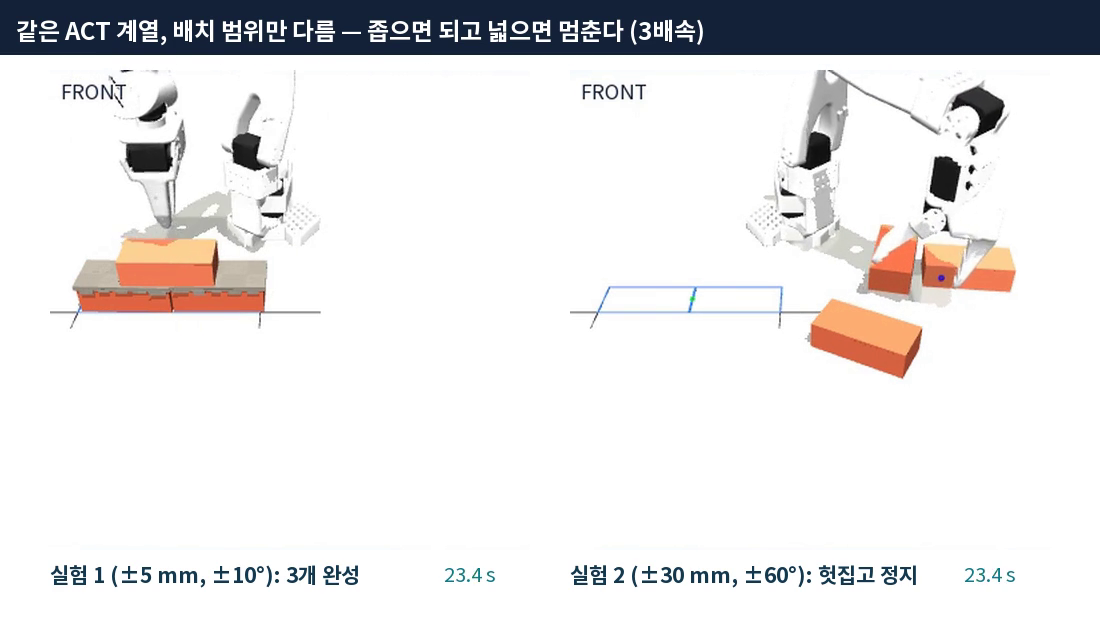 같은 ACT 계열, 배치 범위만 다름 — 좁으면 되고 넓으면 멈춘다 (3배속)
FRONT
FRONT
실험 1 (±5 mm, ±10°): 3개 완성
23.4 s
실험 2 (±30 mm, ±60°): 헛집고 정지
23.4 s